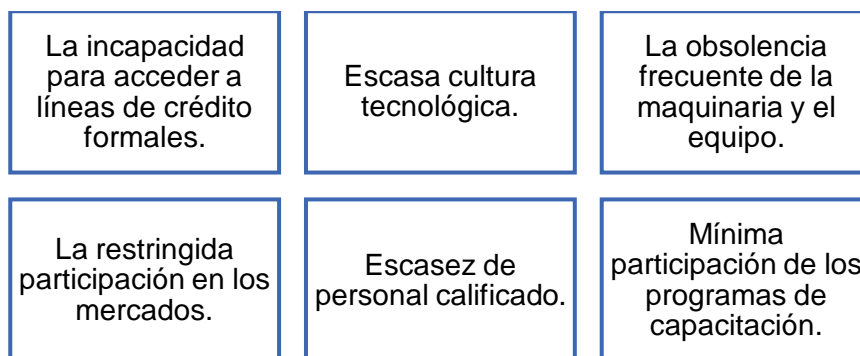 La incapacidad
para acceder a
líneas de crédito
formales.
Escasa cultura
tecnológica.
La obsolencia
frecuente de la
maquinaria y el
equipo.
La restringida
participación en los
mercados.
Escasez de
personal calificado.
Mínima
participación de los
programas de
capacitación.